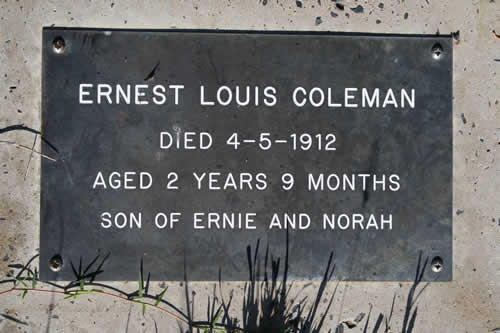 ERNEST LOUIS COLEMAN
DIED 4-5-1912
AGED 2 YEARS 9 MONTHS
SON OF ERNIE AND NORAH